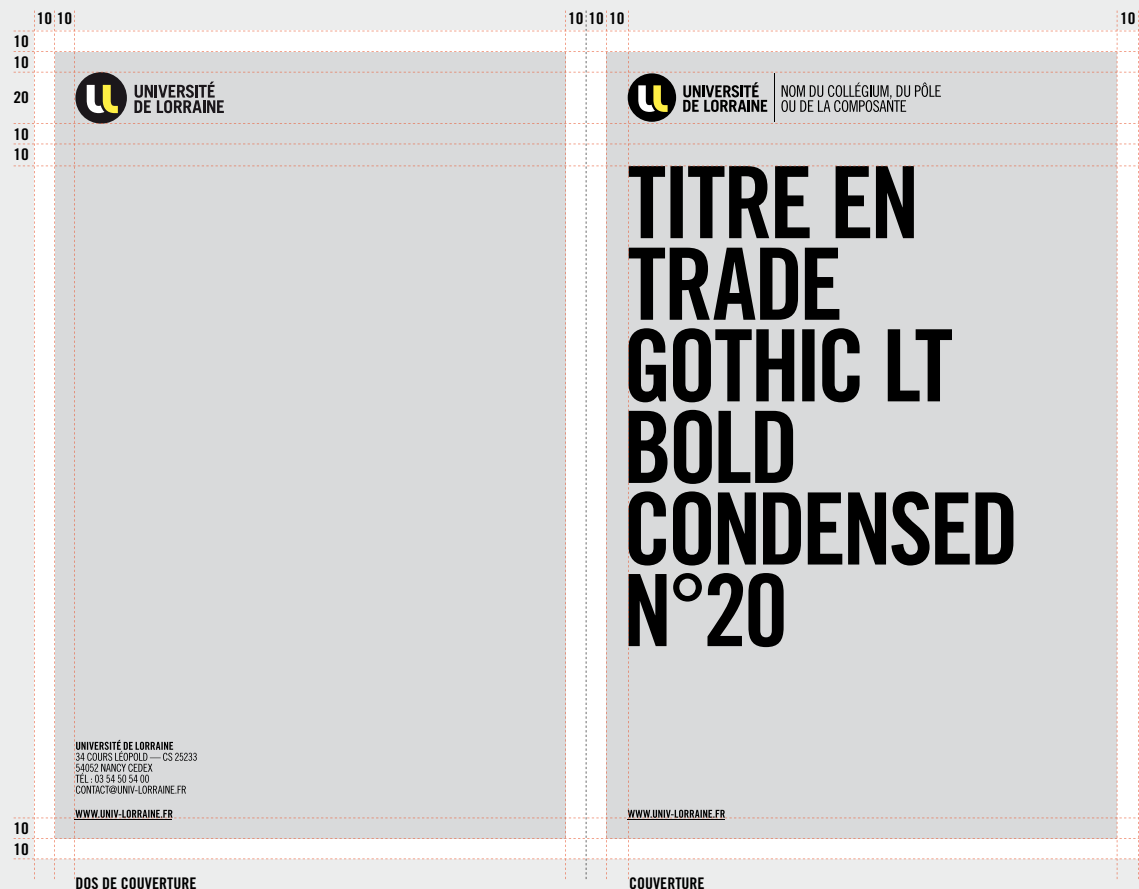 10 10 10 10 10 10
10
10
20
10
10
UNIVERSITÉ
DE LORRAINE
UNIVERSITÉ DE LORRAINE
34 COURS LÉOPOLD — CS 25233
54052 NANCY CEDEX
TÉL : 03 54 50 54 00
CONTACT@UNIV-LORRAINE.FR
WWW.UNIV-LORRAINE.FR
10
10
DOS DE COUVERTURE
UNIVERSITÉ
DE LORRAINE
NOM DU COLLÉGIUM, DU PÔLE
OU DE LA COMPOSANTE
TITRE EN
TRADE
GOTHIC LT
BOLD
CONDENSED
N°20
WWW.UNIV-LORRAINE.FR
COUVERTURE